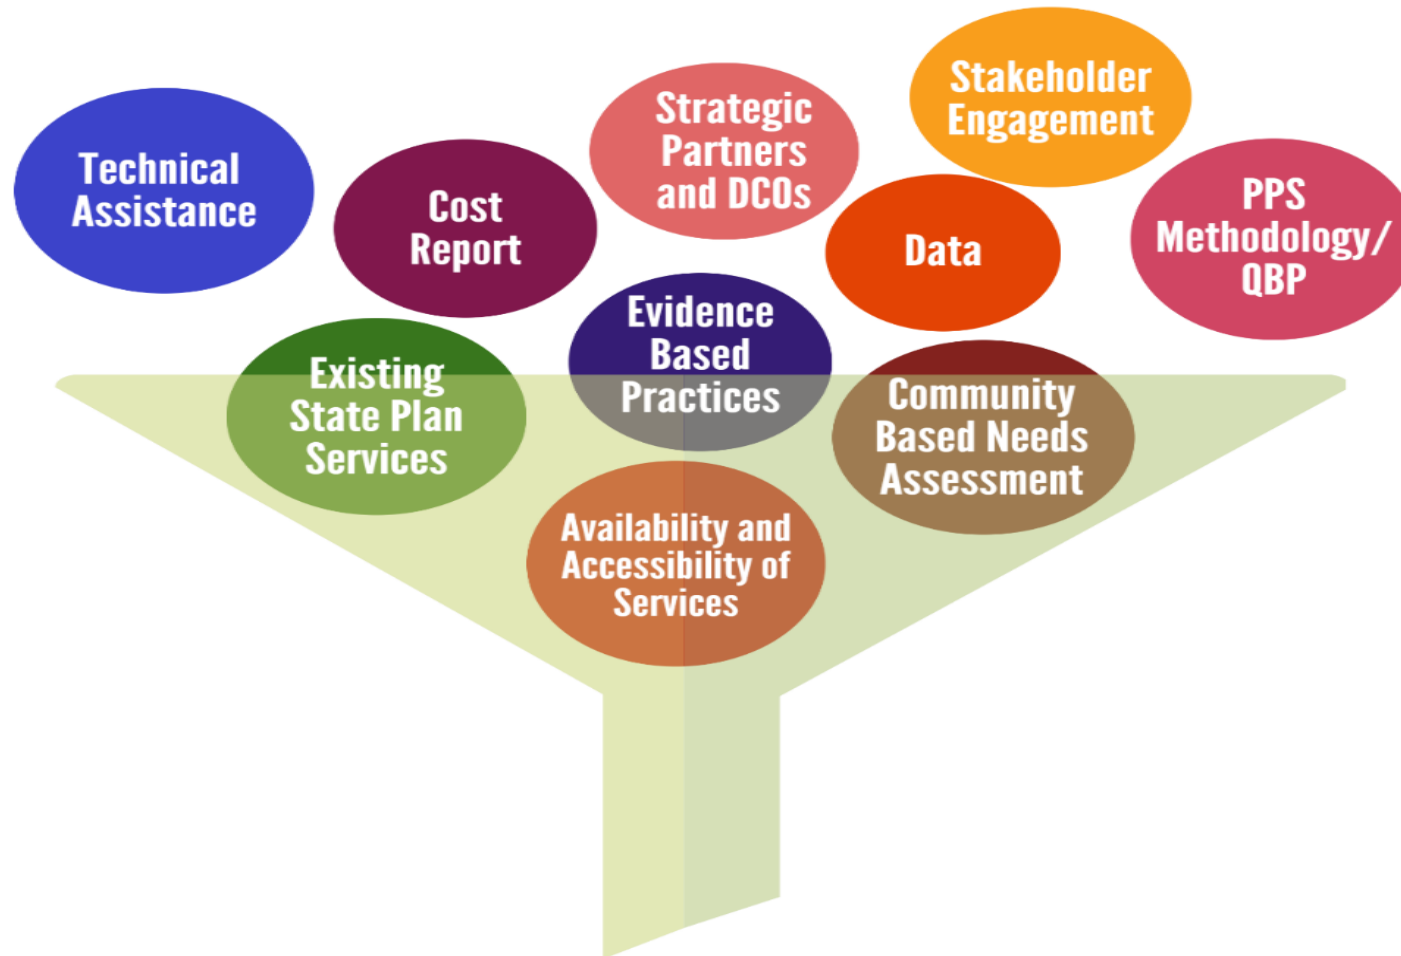 Technical
Assistance
Cost
Report
Strategic
Partners
and DCOs
Stakeholder
Engagement
Data
PPS
Methodology/
QBP
Existing
State Plan
Services
Evidence
Based
Practices
Community
Based Needs
Assessment
Availability and
Accessibility of
Services